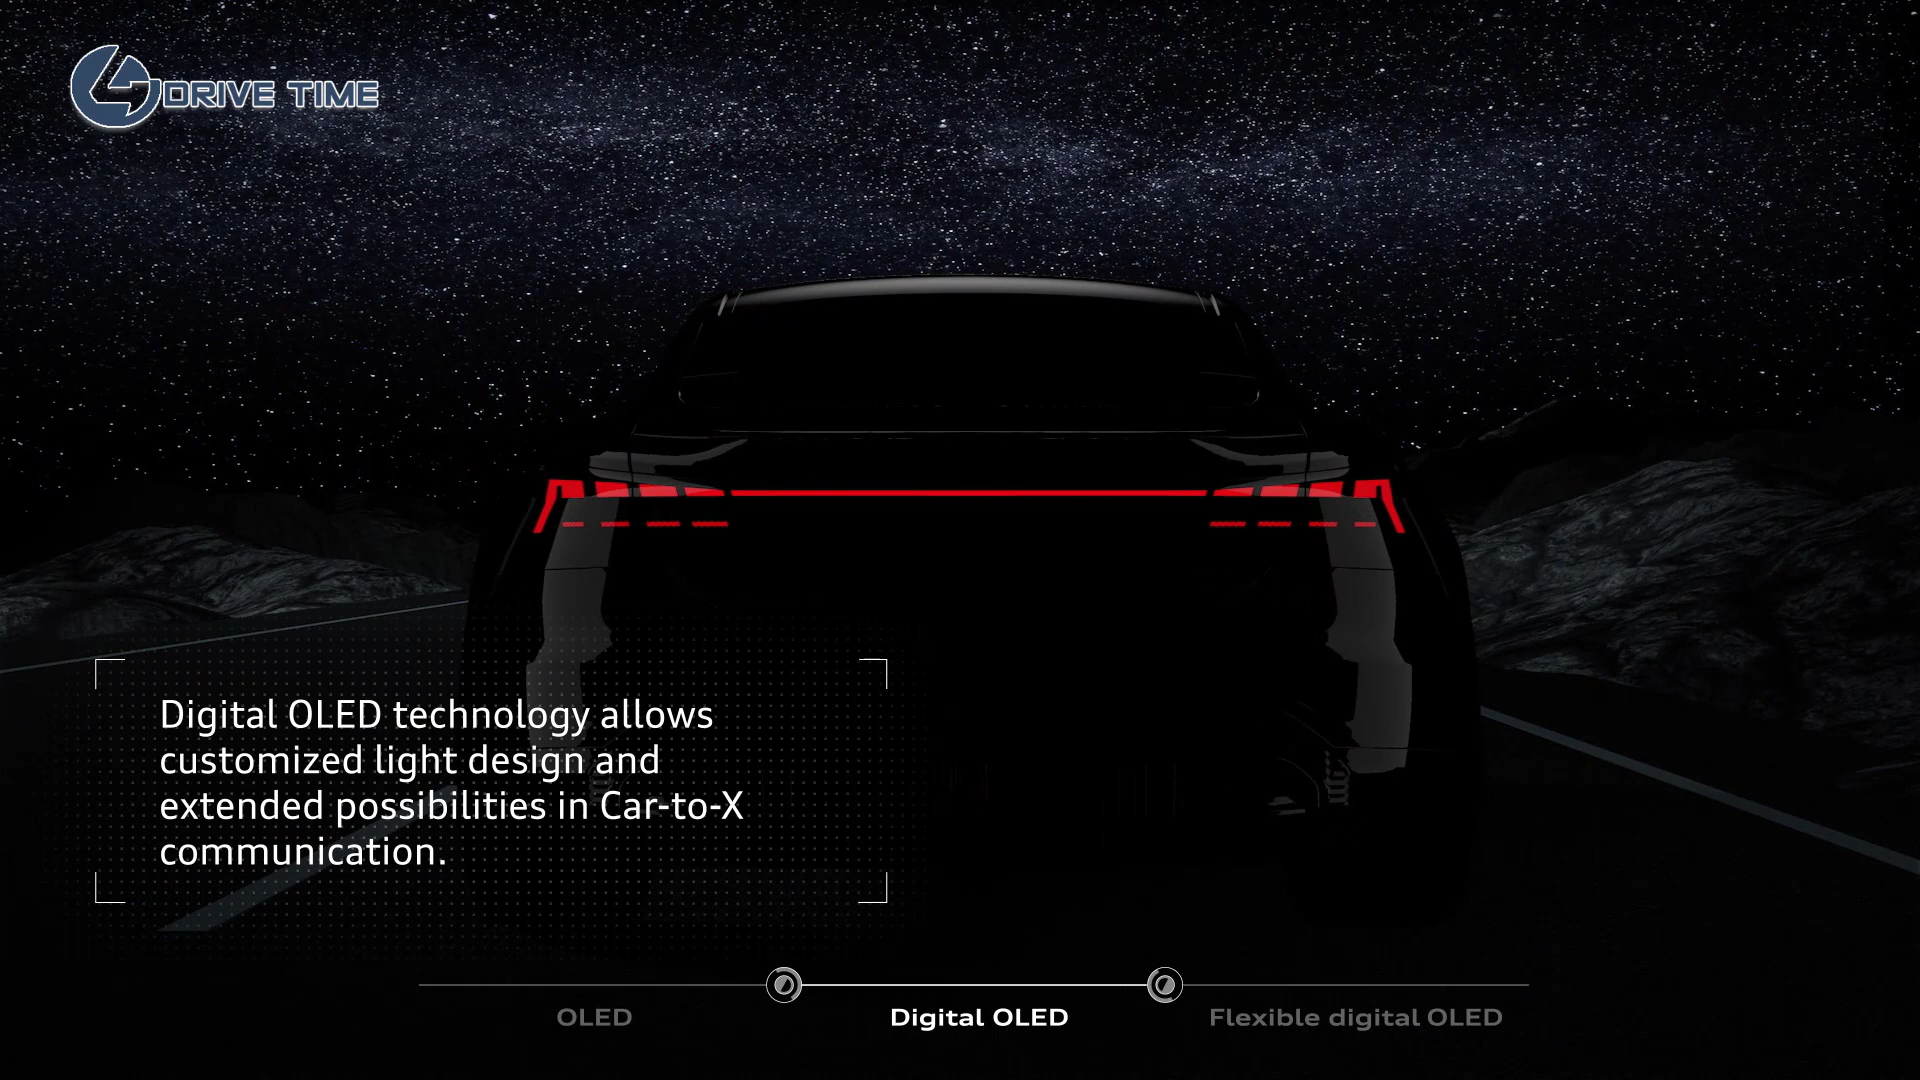 DRIVE TIME
Digital OLED technology allows
customized light design and
extended possibilities in Car-to-X
communication.
OLED
Digital OLED
Flexible digital OLED